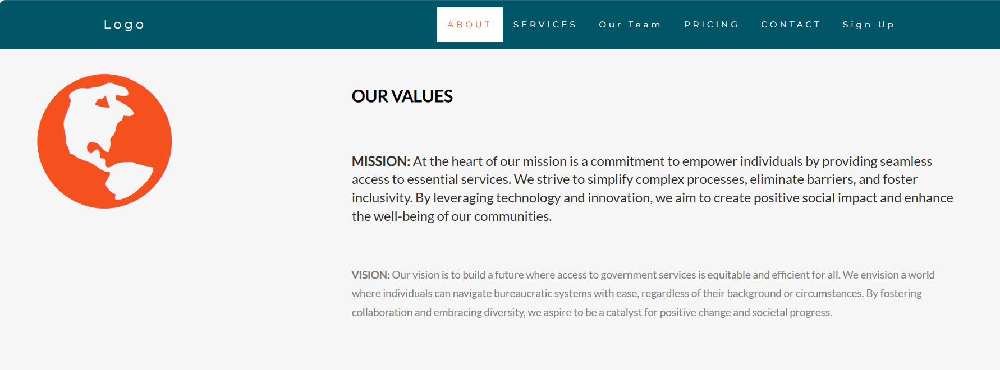 Logo
ABOUT SERVICES Our Team PRICING CONTACT Sign Up
OUR VALUES
MISSION: At the heart of our mission is a commitment to empower individuals by providing seamless
access to essential services. We strive to simplify complex processes, eliminate barriers, and foster
inclusivity. By leveraging technology and innovation, we aim to create positive social impact and enhance
the well-being of our communities.
VISION: Our vision is to build a future where access to government services is equitable and efficient for all. We envision a world
where individuals can navigate bureaucratic systems with ease, regardless of their background or circumstances. By fostering
collaboration and embracing diversity, we aspire to be a catalyst for positive change and societal progress.